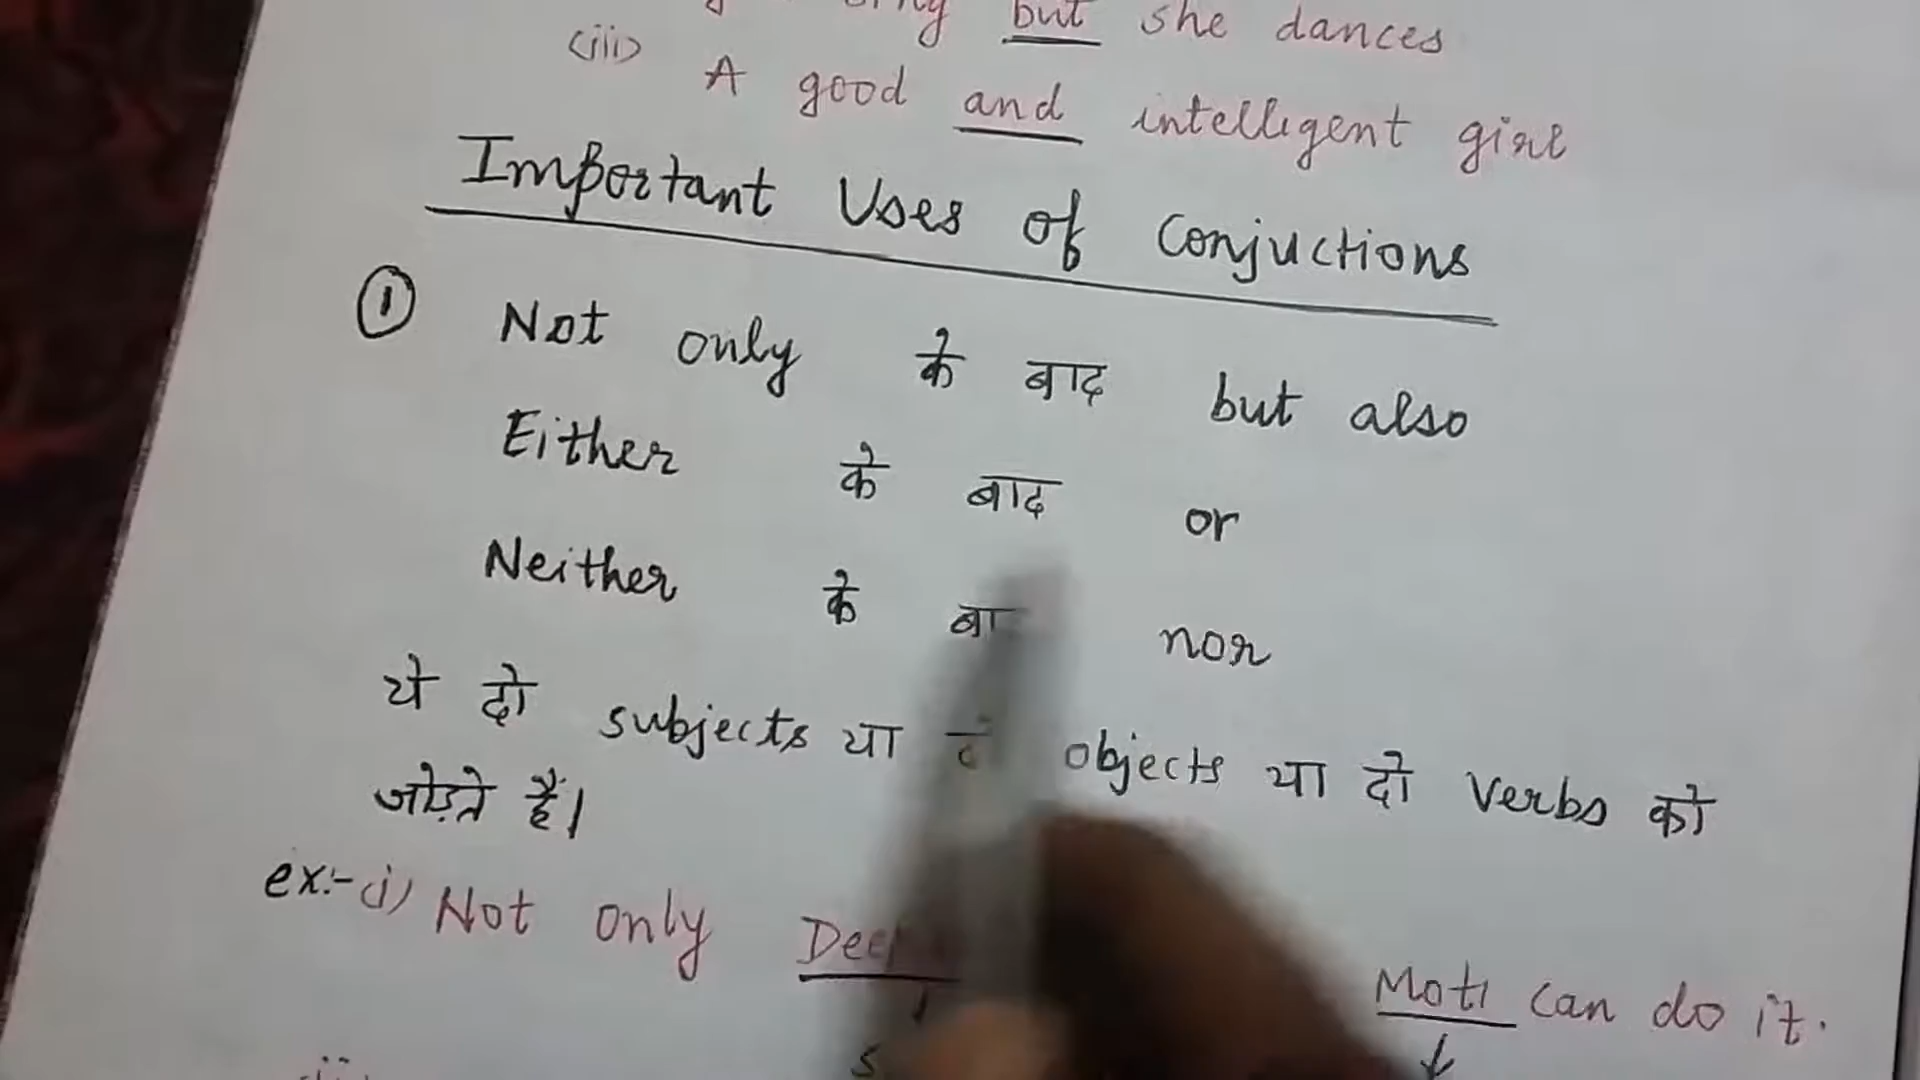 but she dances
(iii) A good and intelligent girl
Important Uses of Conjuctions
① Not only के बाद but also
Either के बाद or
Neither के nor
ये दो subjects या objects या दो verbs को
जोड़ते हैं।
ex:- (i) Not only Moti can do it.